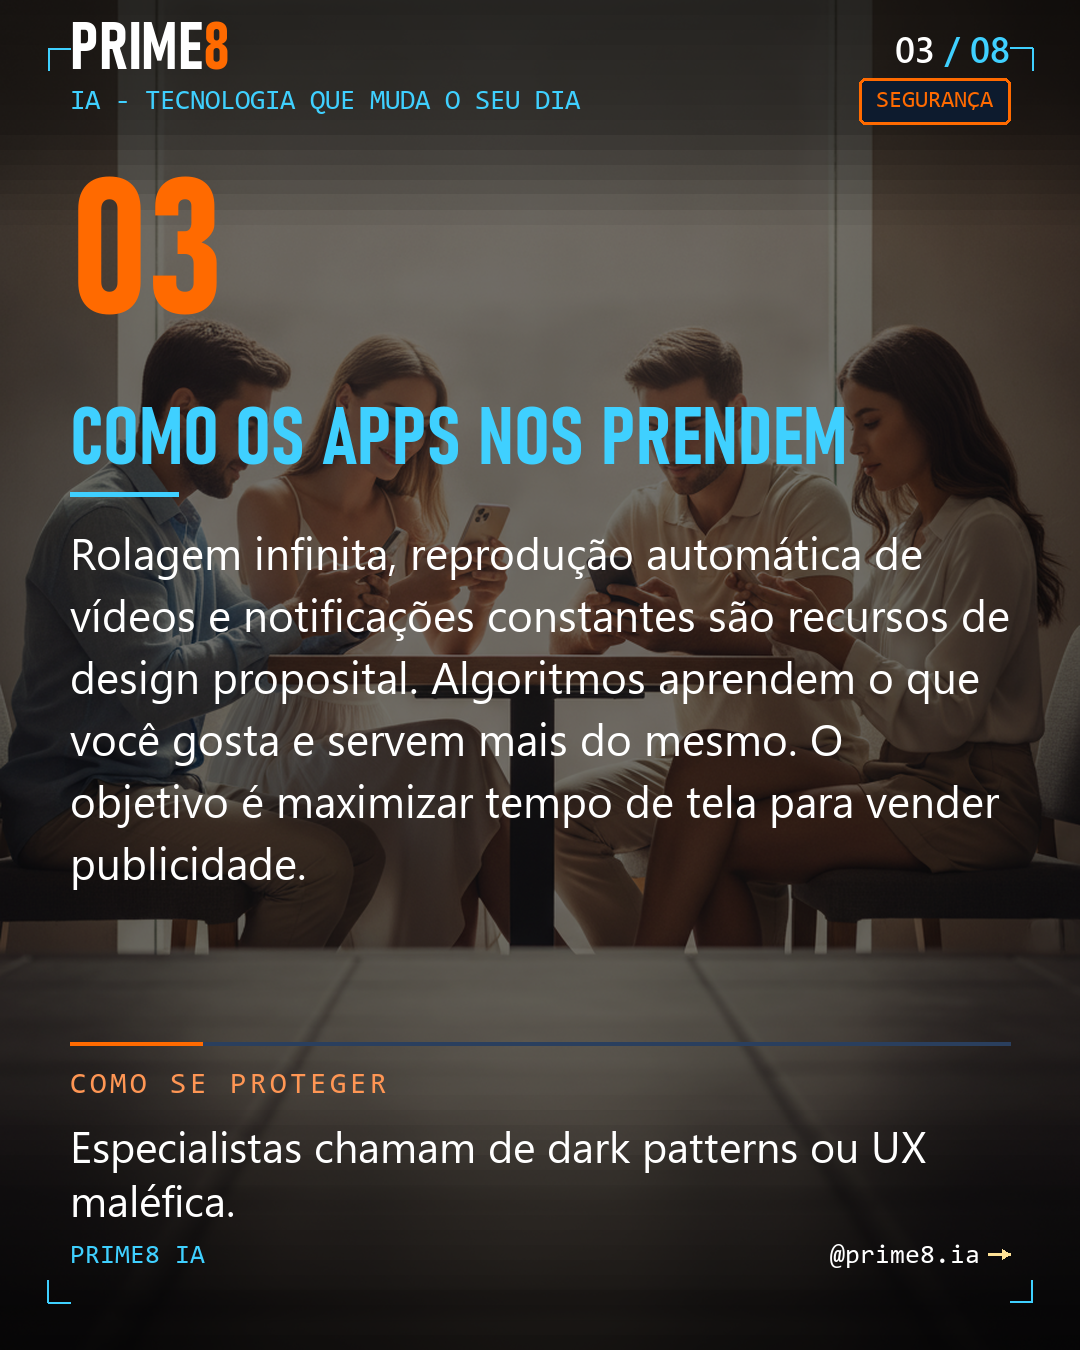 PRIME8
03 / 08
IA - TECNOLOGIA QUE MUDA O SEU DIA
SEGURANÇA
03
COMO OS APPS NOS PRENDEM
Rolagem infinita, reprodução automática de
vídeos e notificações constantes são recursos de
design proposital. Algoritmos aprendem o que
você gosta e servem mais do mesmo. O
objetivo é maximizar tempo de tela para vender
publicidade.
COMO SE PROTEGER
Especialistas chamam de dark patterns ou UX
maléfica.
PRIME8 IA
@prime8.ia →